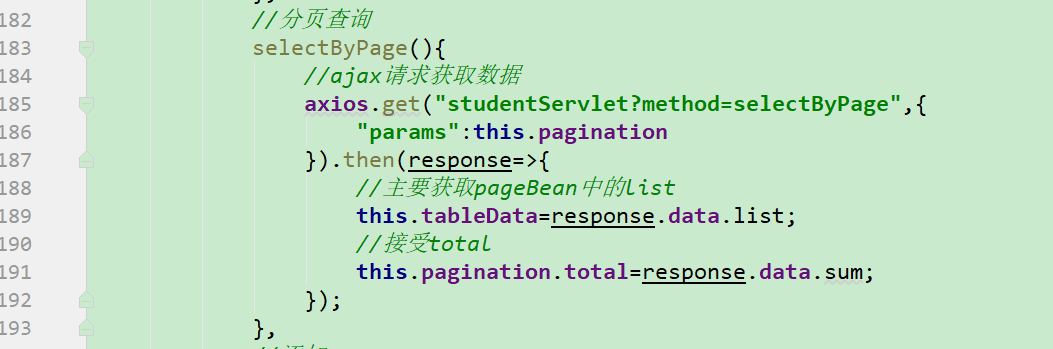 182 //分页查询
183 selectByPage(){
184 //ajax请求获取数据
185 axios.get("studentServlet?method=selectByPage",{
186 "params":this.pagination
187 }).then(response=>{
188 //主要获取pageBean中的list
189 this.tableData=response.data.list;
190 //接受total
191 this.pagination.total=response.data.sum;
192 });
193 },